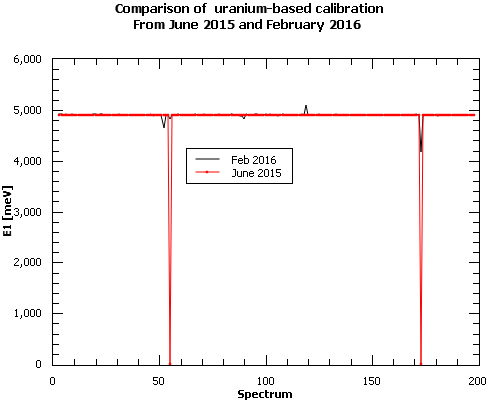 Comparison of uranium-based calibration
From June 2015 and February 2016
6,000
5,000
4,000
3,000
2,000
1,000
0
E1 [meV]
Feb 2016
June 2015
0
50
100
150
200
Spectrum